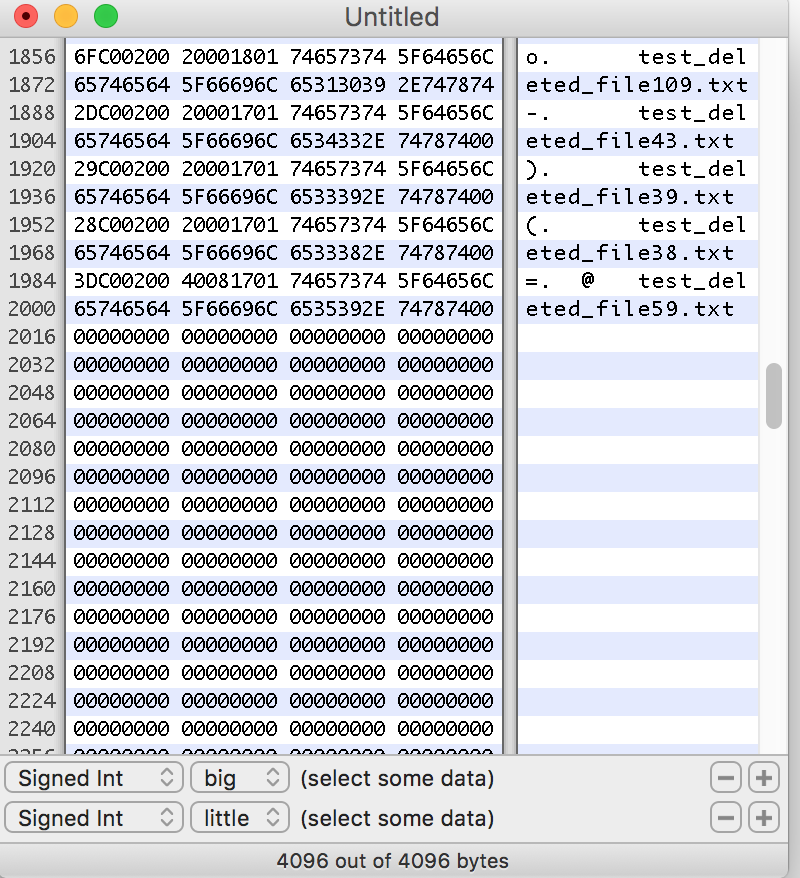 Untitled
1856 6FC00200 20001801 74657374 5F64656C o. test_del
1872 65746564 5F66696C 65313039 2E747874 eted_file109.txt
1888 2DC00200 20001701 74657374 5F64656C -. test_del
1904 65746564 5F66696C 6534332E 74787400 eted_file43.txt
1920 29C00200 20001701 74657374 5F64656C ). test_del
1936 65746564 5F66696C 6533392E 74787400 eted_file39.txt
1952 28C00200 20001701 74657374 5F64656C (. test_del
1968 65746564 5F66696C 6533382E 74787400 eted_file38.txt
1984 3DC00200 40081701 74657374 5F64656C =. @ test_del
2000 65746564 5F66696C 6535392E 74787400 eted_file59.txt
2016 00000000 00000000 00000000 00000000
2032 00000000 00000000 00000000 00000000
2048 00000000 00000000 00000000 00000000
2064 00000000 00000000 00000000 00000000
2080 00000000 00000000 00000000 00000000
2096 00000000 00000000 00000000 00000000
2112 00000000 00000000 00000000 00000000
2128 00000000 00000000 00000000 00000000
2144 00000000 00000000 00000000 00000000
2160 00000000 00000000 00000000 00000000
2176 00000000 00000000 00000000 00000000
2192 00000000 00000000 00000000 00000000
2208 00000000 00000000 00000000 00000000
2224 00000000 00000000 00000000 00000000
2240 00000000 00000000 00000000 00000000
Signed Int big (select some data)
Signed Int little (select some data)
4096 out of 4096 bytes